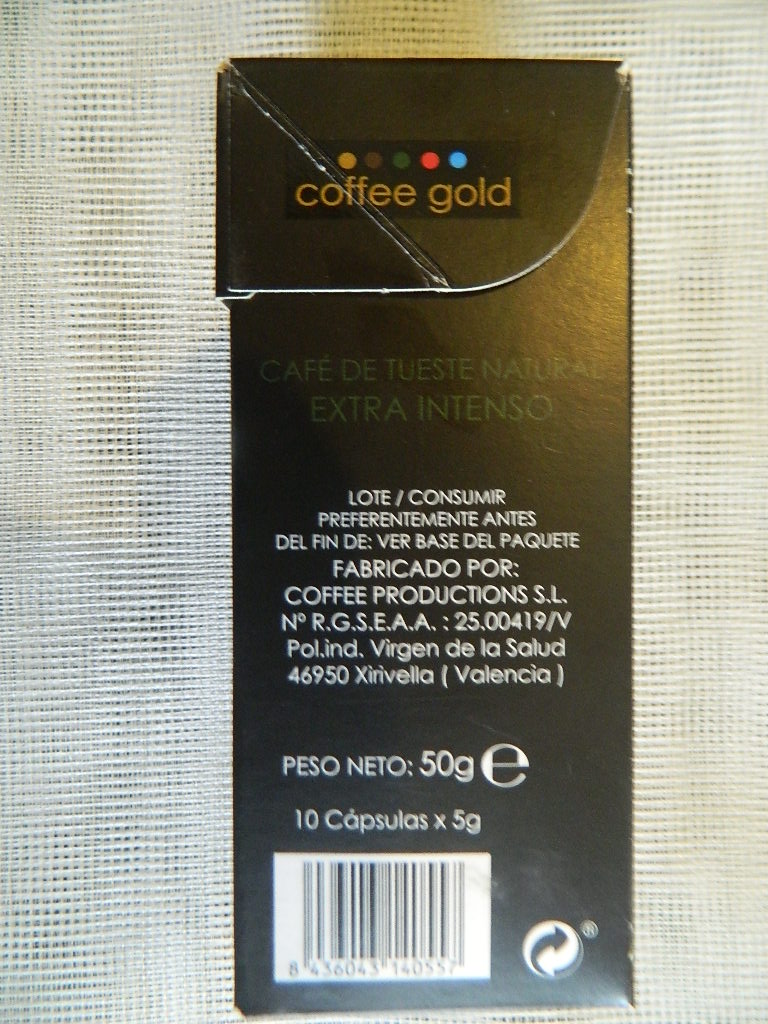 coffee gold
CAFÉ DE TUESTE NATURAL
EXTRA INTENSO
LOTE / CONSUMIR
PREFERENTEMENTE ANTES
DEL FIN DE: VER BASE DEL PAQUETE
FABRICADO POR:
COFFEE PRODUCTIONS S.L.
Nº R.G.S.E.A.A. : 25.00419/V
Pol.ind. Virgen de la Salud
46950 Xirivella ( Valencia )
PESO NETO: 50g ℮
10 Cápsulas x 5g
8 436043 140557
®